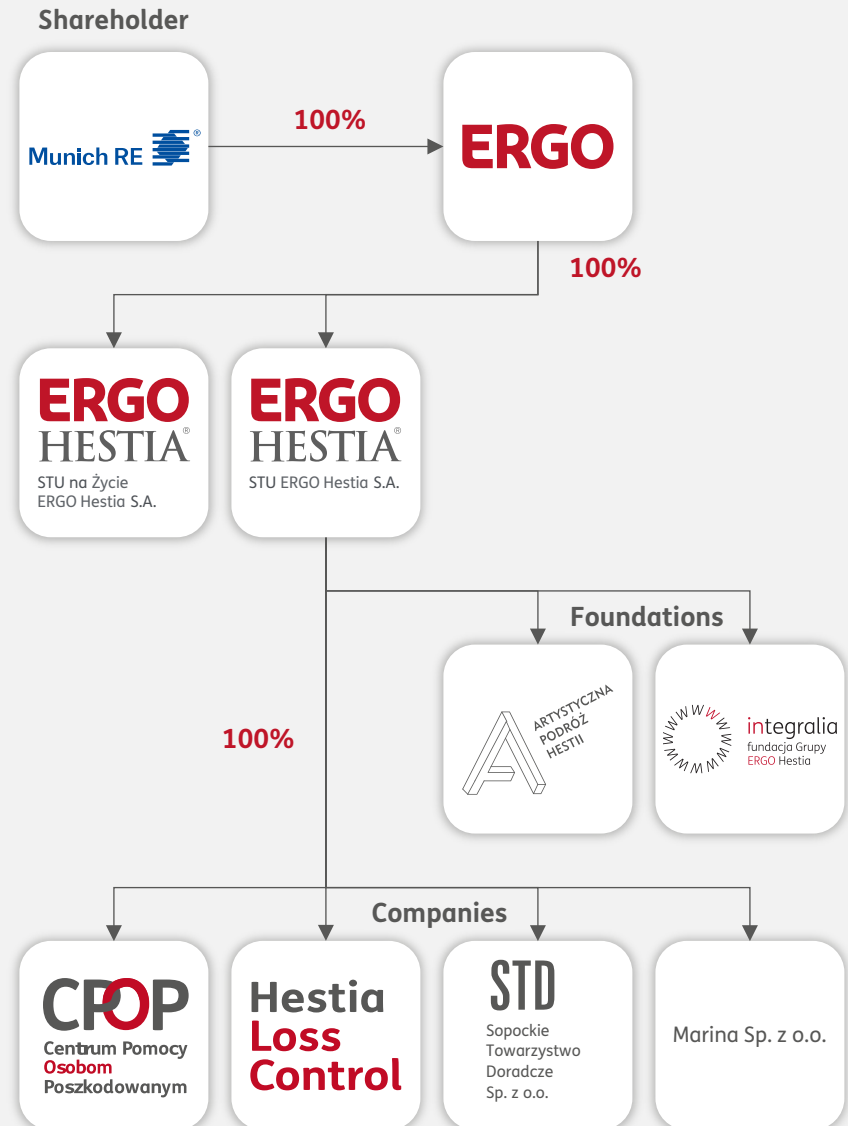 Shareholder
Munich RE ®
100%
ERGO
100%
ERGO
HESTIA®
STU na Życie
ERGO Hestia S.A.
ERGO
HESTIA®
STU ERGO Hestia S.A.
Foundations
A
ARTYSTYCZNA
PODRÓŻ
HESTII
WWWWWWWWWWWWWWWW
integralia
fundacja Grupy
ERGO Hestia
100%
Companies
CPOP
Centrum Pomocy
Osobom
Poszkodowanym
Hestia
Loss
Control
STD
Sopockie
Towarzystwo
Doradcze
Sp. z o.o.
Marina Sp. z o.o.